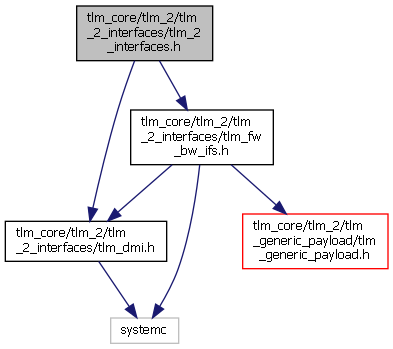 tlm_core/tlm_2/tlm
_2_interfaces/tlm_2
_interfaces.h
tlm_core/tlm_2/tlm
_2_interfaces/tlm_fw
_bw_ifs.h
tlm_core/tlm_2/tlm
_2_interfaces/tlm_dmi.h
tlm_core/tlm_2/tlm
_generic_payload/tlm
_generic_payload.h
systemc